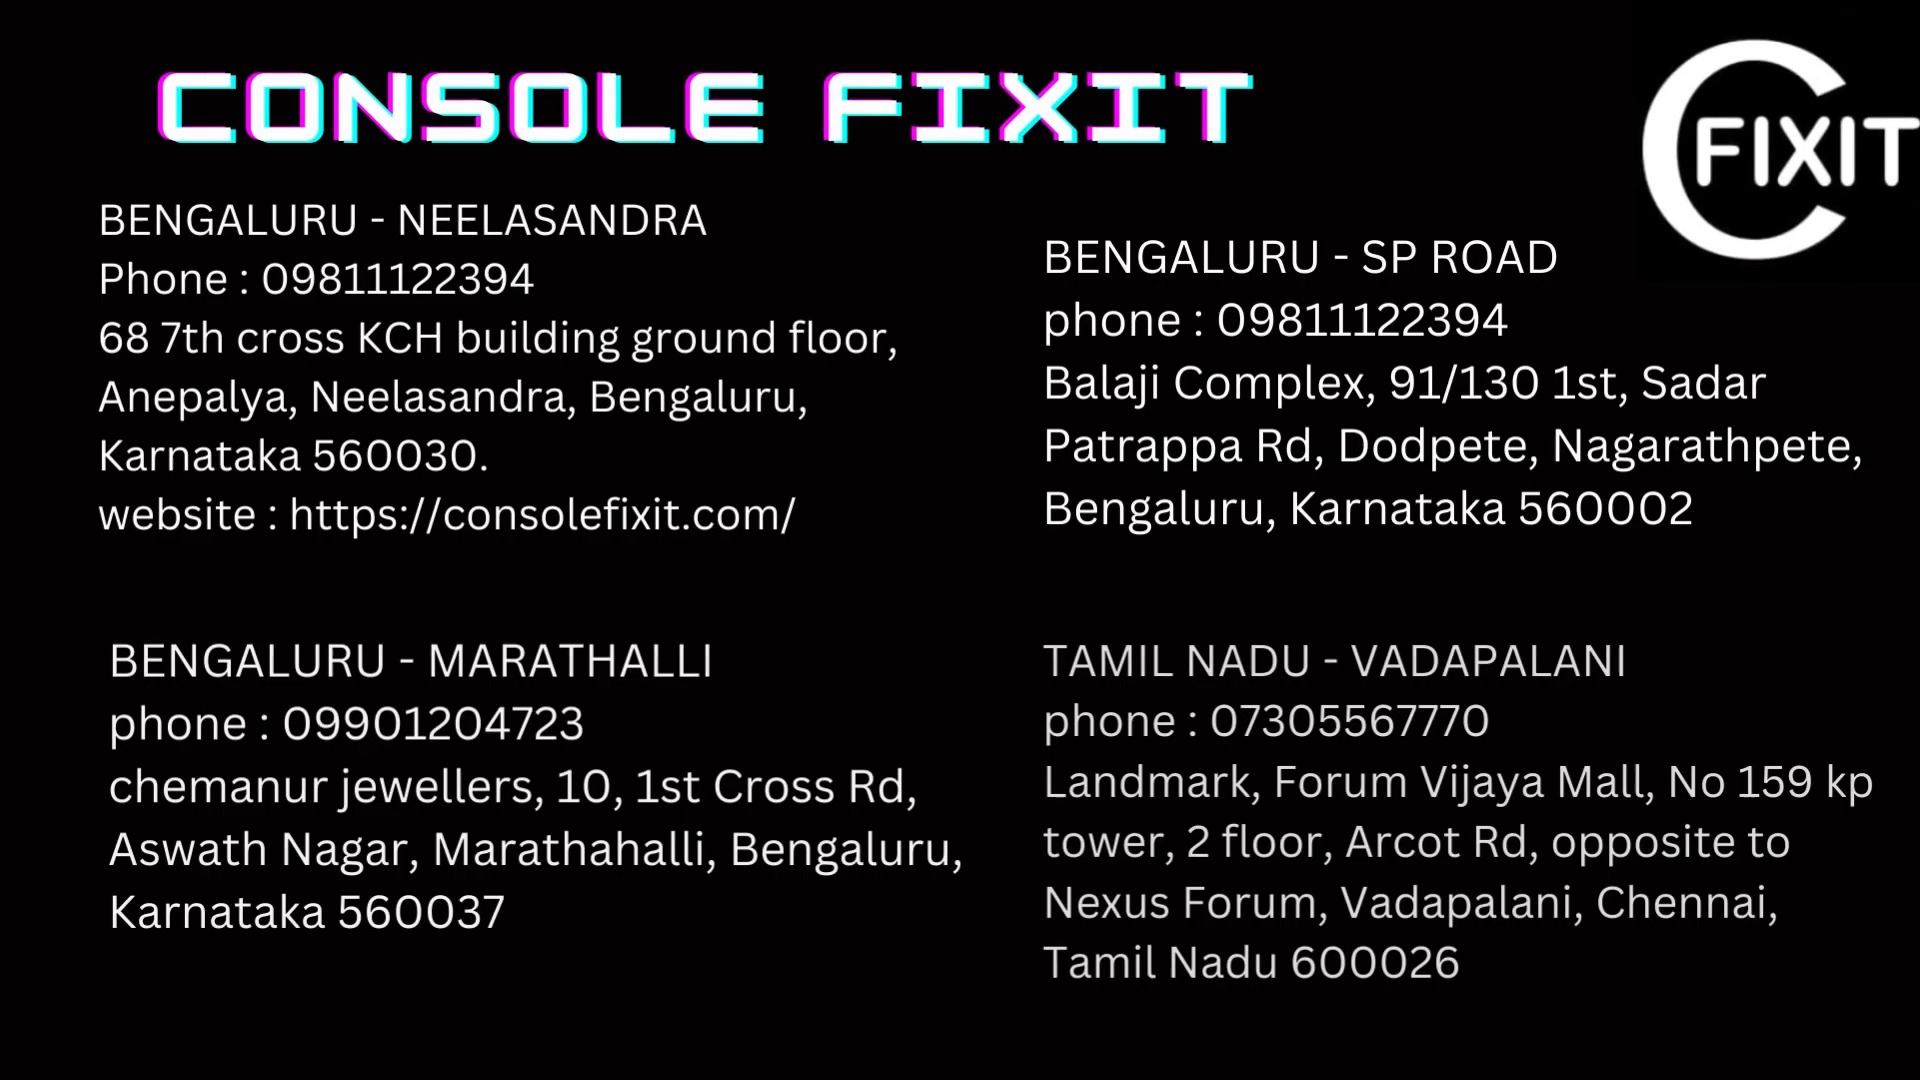 CONSOLE FIXIT
C FIXIT
BENGALURU - NEELASANDRA
Phone : 09811122394
68 7th cross KCH building ground floor,
Anepalya, Neelasandra, Bengaluru,
Karnataka 560030.
website : https://consolefixit.com/
BENGALURU - SP ROAD
phone : 09811122394
Balaji Complex, 91/130 1st, Sadar
Patrappa Rd, Dodpete, Nagarathpete,
Bengaluru, Karnataka 560002
BENGALURU - MARATHALLI
phone : 09901204723
chemanur jewellers, 10, 1st Cross Rd,
Aswath Nagar, Marathahalli, Bengaluru,
Karnataka 560037
TAMIL NADU - VADAPALANI
phone : 07305567770
Landmark, Forum Vijaya Mall, No 159 kp
tower, 2 floor, Arcot Rd, opposite to
Nexus Forum, Vadapalani, Chennai,
Tamil Nadu 600026